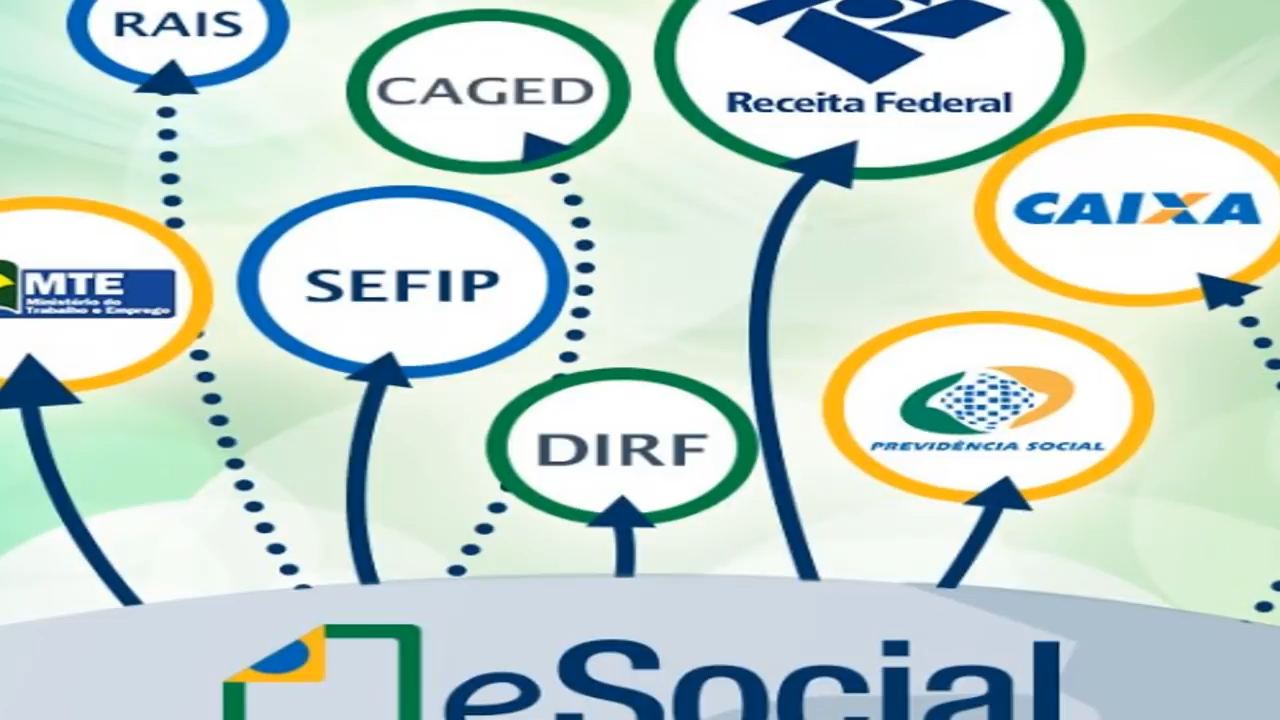 RAIS
CAGED
Receita Federal
CAIXA
MTE
Ministério do
Trabalho e Emprego
SEFIP
DIRF
PREVIDÊNCIA SOCIAL
eSocial